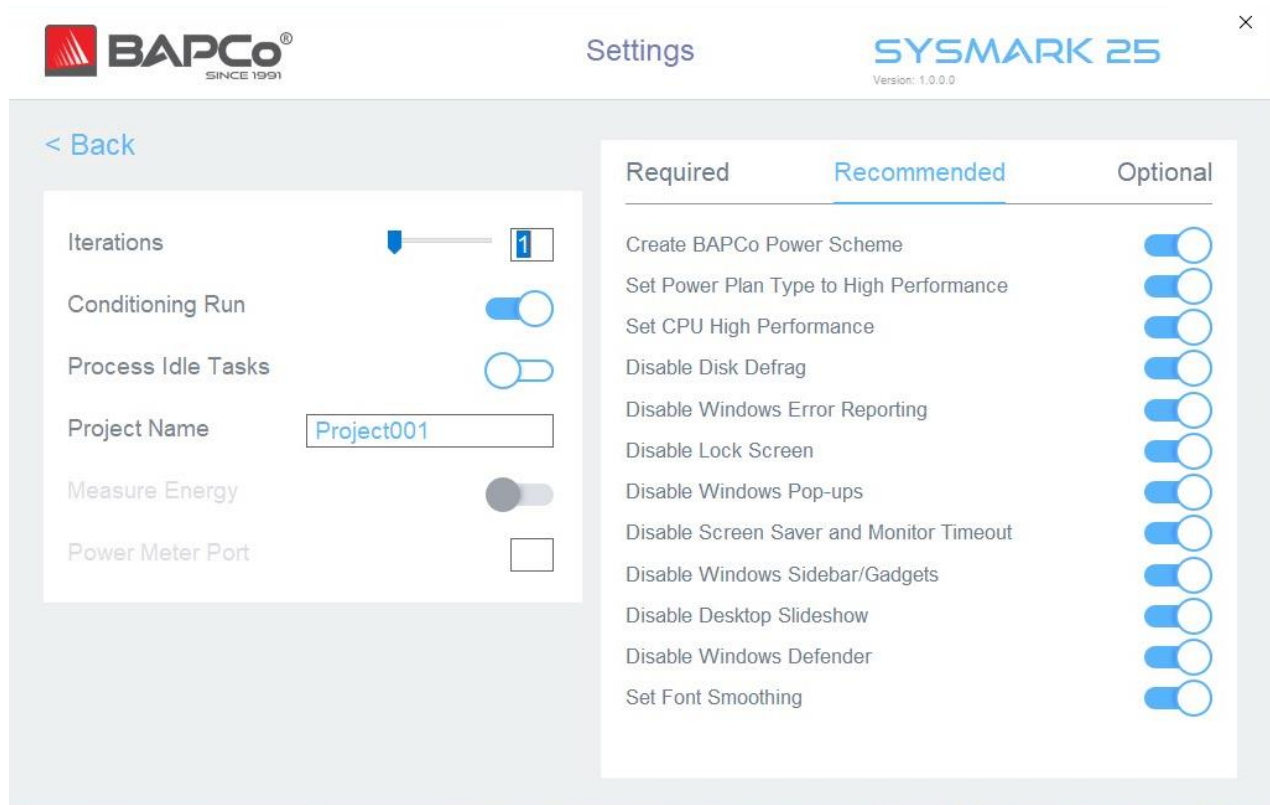 BAPCo®
SINCE 1991
Settings
SYSMARK 25
Version: 1.0.0.0
×
< Back
Iterations
1
Conditioning Run
Process Idle Tasks
Project Name
Project001
Measure Energy
Power Meter Port
Required Recommended Optional
Create BAPCo Power Scheme
Set Power Plan Type to High Performance
Set CPU High Performance
Disable Disk Defrag
Disable Windows Error Reporting
Disable Lock Screen
Disable Windows Pop-ups
Disable Screen Saver and Monitor Timeout
Disable Windows Sidebar/Gadgets
Disable Desktop Slideshow
Disable Windows Defender
Set Font Smoothing